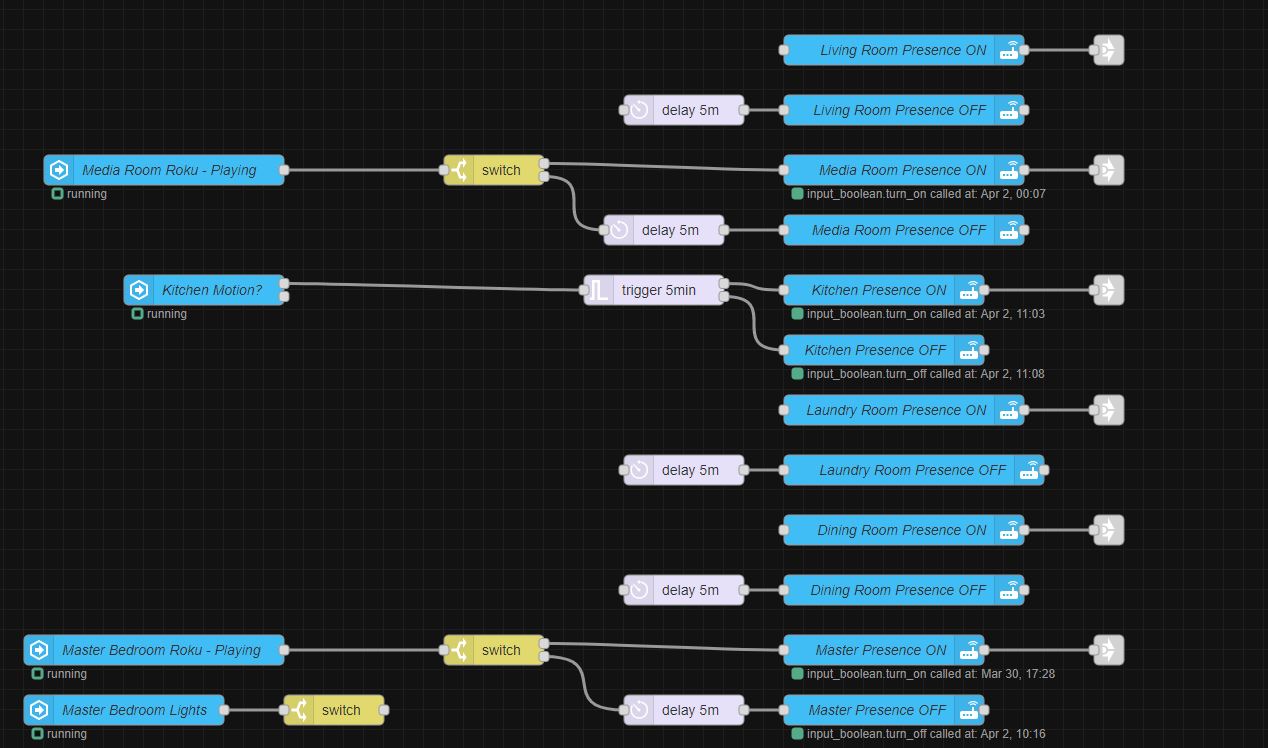 Living Room Presence ON
delay 5m
Living Room Presence OFF
Media Room Roku - Playing
switch
Media Room Presence ON
running
input_boolean.turn_on called at: Apr 2, 00:07
delay 5m
Media Room Presence OFF
Kitchen Motion?
trigger 5min
Kitchen Presence ON
running
input_boolean.turn_on called at: Apr 2, 11:03
Kitchen Presence OFF
input_boolean.turn_off called at: Apr 2, 11:08
Laundry Room Presence ON
delay 5m
Laundry Room Presence OFF
Dining Room Presence ON
delay 5m
Dining Room Presence OFF
Master Bedroom Roku - Playing
switch
Master Presence ON
running
input_boolean.turn_on called at: Mar 30, 17:28
Master Bedroom Lights
switch
delay 5m
Master Presence OFF
running
input_boolean.turn_off called at: Apr 2, 10:16